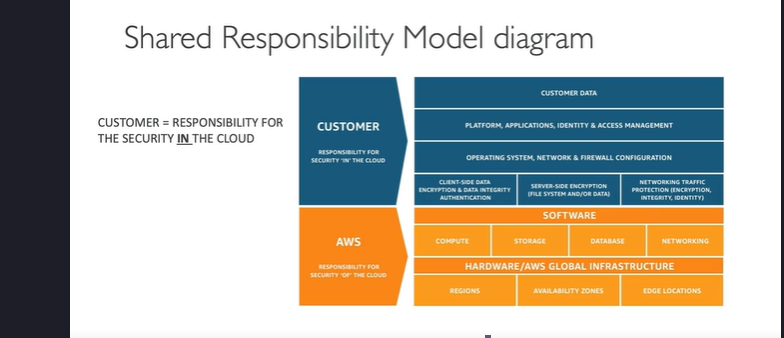 Shared Responsibility Model diagram
CUSTOMER = RESPONSIBILITY FOR
THE SECURITY IN THE CLOUD
CUSTOMER
RESPONSIBILITY FOR
SECURITY 'IN' THE CLOUD
CUSTOMER DATA
PLATFORM, APPLICATIONS, IDENTITY & ACCESS MANAGEMENT
OPERATING SYSTEM, NETWORK & FIREWALL CONFIGURATION
CLIENT-SIDE DATA
ENCRYPTION & DATA INTEGRITY
AUTHENTICATION
SERVER-SIDE ENCRYPTION
(FILE SYSTEM AND/OR DATA)
NETWORKING TRAFFIC
PROTECTION (ENCRYPTION,
INTEGRITY, IDENTITY)
AWS
RESPONSIBILITY FOR
SECURITY 'OF' THE CLOUD
SOFTWARE
COMPUTE
STORAGE
DATABASE
NETWORKING
HARDWARE/AWS GLOBAL INFRASTRUCTURE
REGIONS
AVAILABILITY ZONES
EDGE LOCATIONS